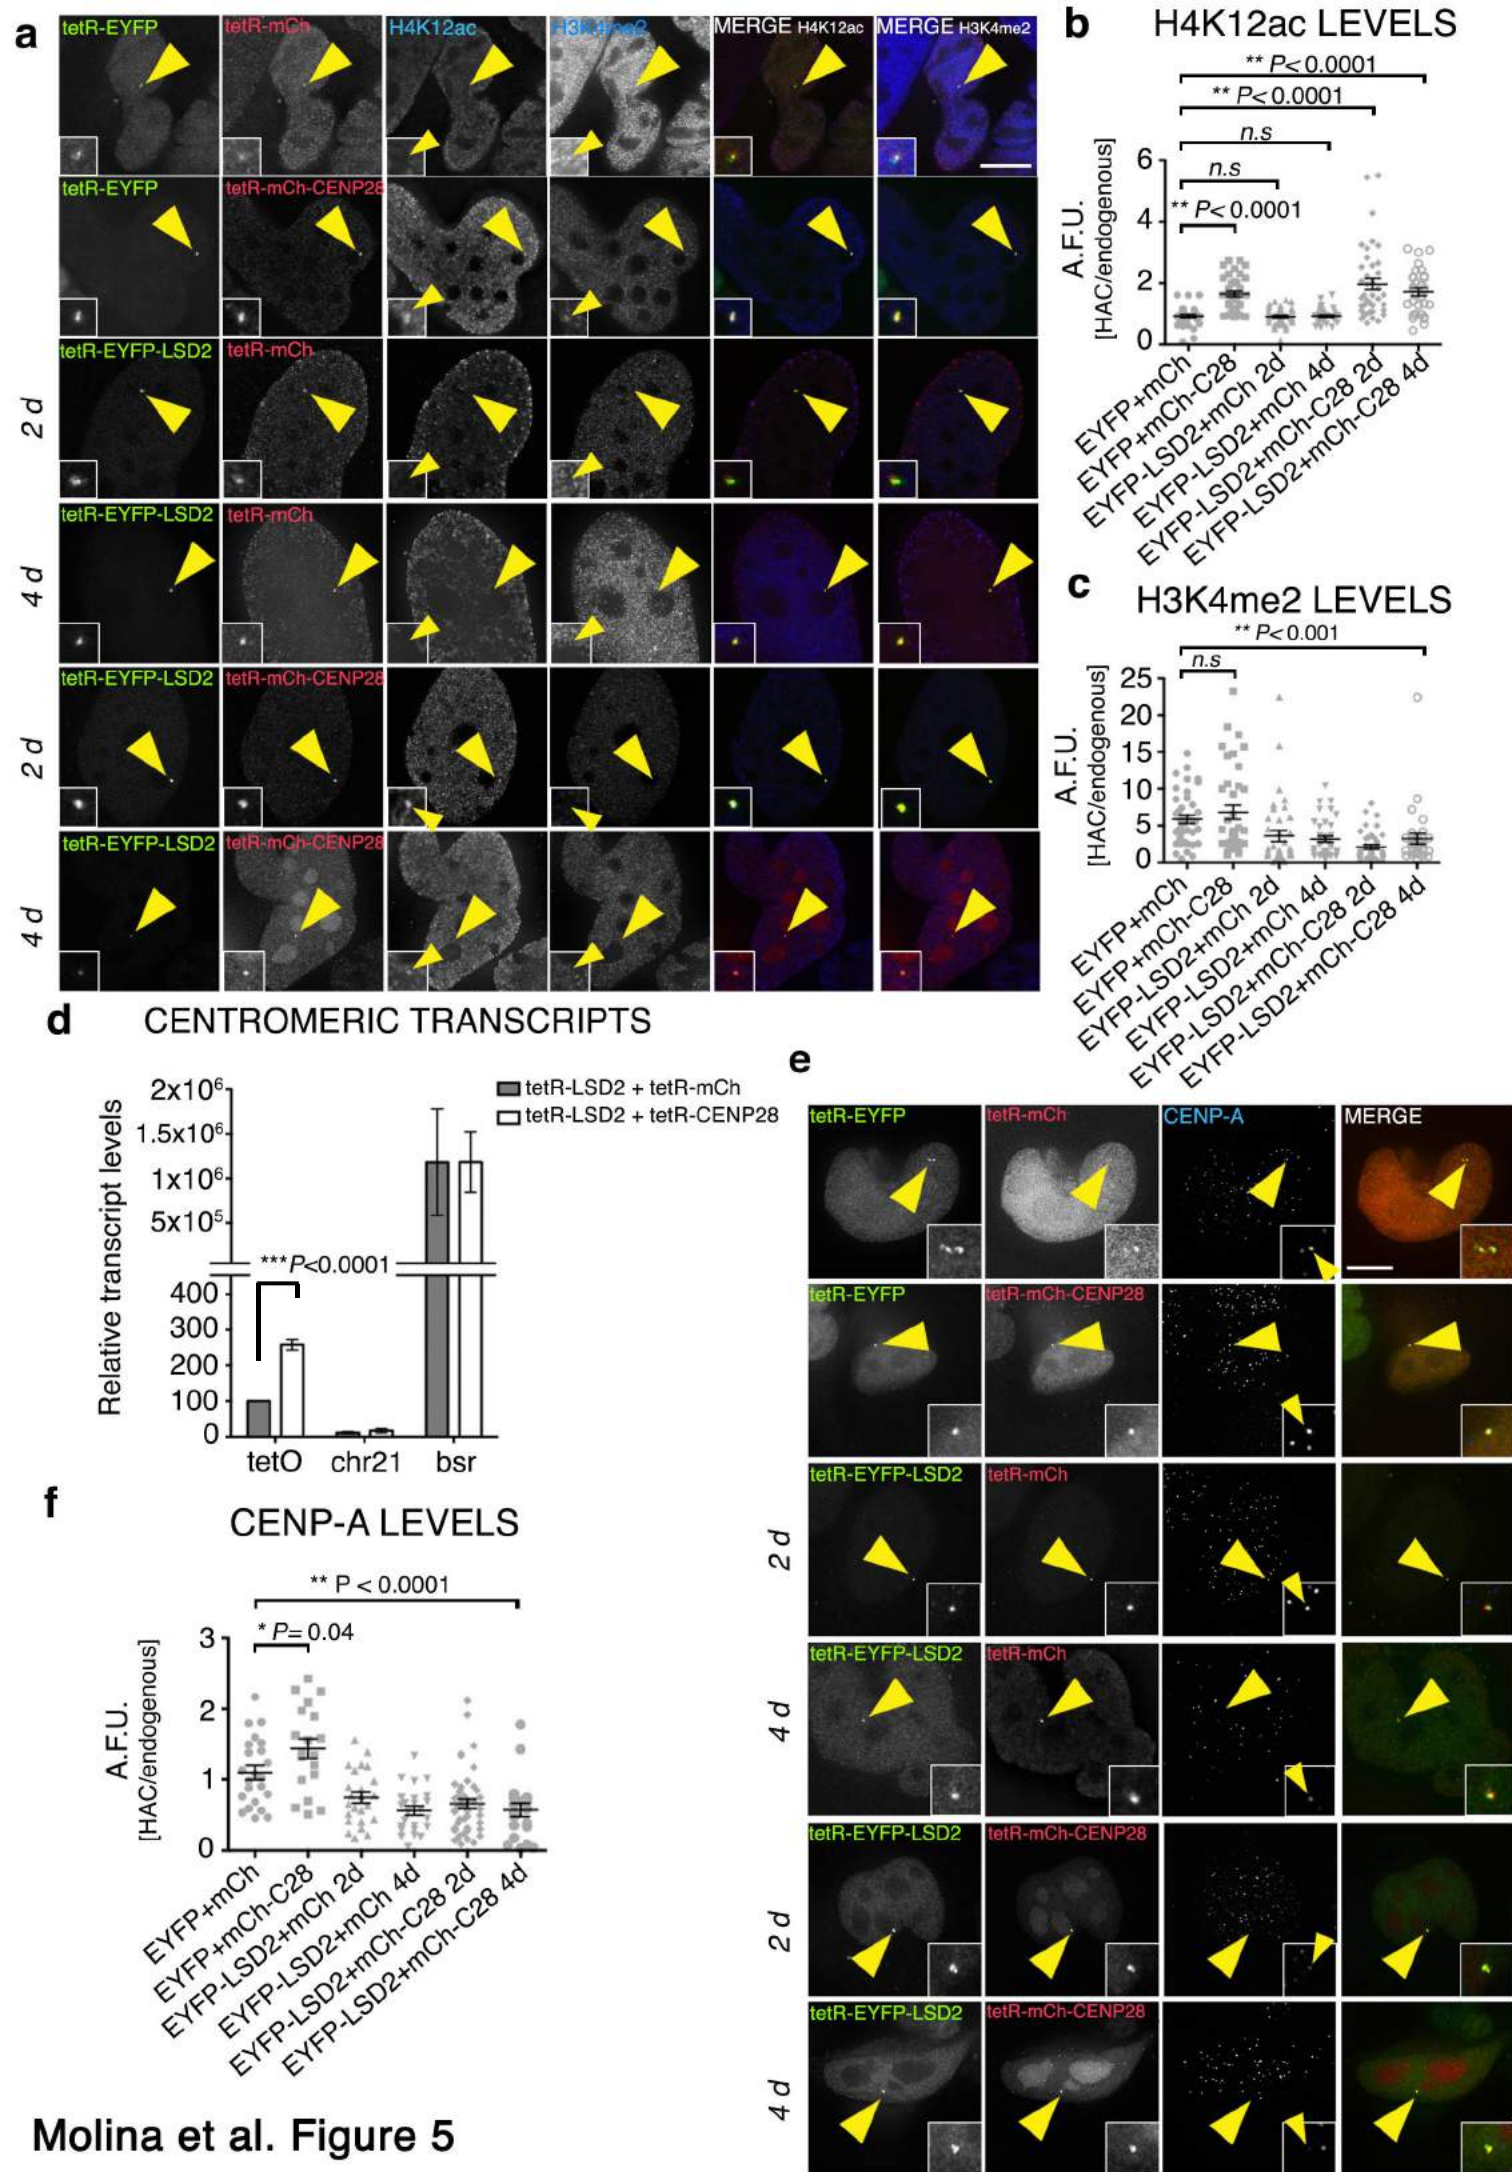 a
tetR-EYFP tetR-mCh H4K12ac H3K4me2 MERGE H4K12ac MERGE H3K4me2
tetR-EYFP tetR-mCh-CENP28
2 d
tetR-EYFP-LSD2 tetR-mCh
4 d
tetR-EYFP-LSD2 tetR-mCh
2 d
tetR-EYFP-LSD2 tetR-mCh-CENP28
4 d
tetR-EYFP-LSD2 tetR-mCh-CENP28
b
H4K12ac LEVELS
** P< 0.0001
** P< 0.0001
n.s
n.s
** P< 0.0001
A.F.U.
[HAC/endogenous]
6
4
2
0
EYFP+mCh
EYFP+mCh-C28
EYFP-LSD2+mCh 2d
EYFP-LSD2+mCh 4d
EYFP-LSD2+mCh-C28 2d
EYFP-LSD2+mCh-C28 4d
c
H3K4me2 LEVELS
** P< 0.001
n.s
A.F.U.
[HAC/endogenous]
25
20
15
10
5
0
EYFP+mCh
EYFP+mCh-C28
EYFP-LSD2+mCh 2d
EYFP-LSD2+mCh 4d
EYFP-LSD2+mCh-C28 2d
EYFP-LSD2+mCh-C28 4d
d
CENTROMERIC TRANSCRIPTS
tetR-LSD2 + tetR-mCh
tetR-LSD2 + tetR-CENP28
Relative transcript levels
2x10⁶
1.5x10⁶
1x10⁶
5x10⁵
***P<0.0001
400
300
200
100
0
tetO chr21 bsr
e
tetR-EYFP tetR-mCh CENP-A MERGE
tetR-EYFP tetR-mCh-CENP28
2 d
tetR-EYFP-LSD2 tetR-mCh
4 d
tetR-EYFP-LSD2 tetR-mCh
2 d
tetR-EYFP-LSD2 tetR-mCh-CENP28
4 d
tetR-EYFP-LSD2 tetR-mCh-CENP28
f
CENP-A LEVELS
** P < 0.0001
* P= 0.04
A.F.U.
[HAC/endogenous]
3
2
1
0
EYFP+mCh
EYFP+mCh-C28
EYFP-LSD2+mCh 2d
EYFP-LSD2+mCh 4d
EYFP-LSD2+mCh-C28 2d
EYFP-LSD2+mCh-C28 4d
Molina et al. Figure 5